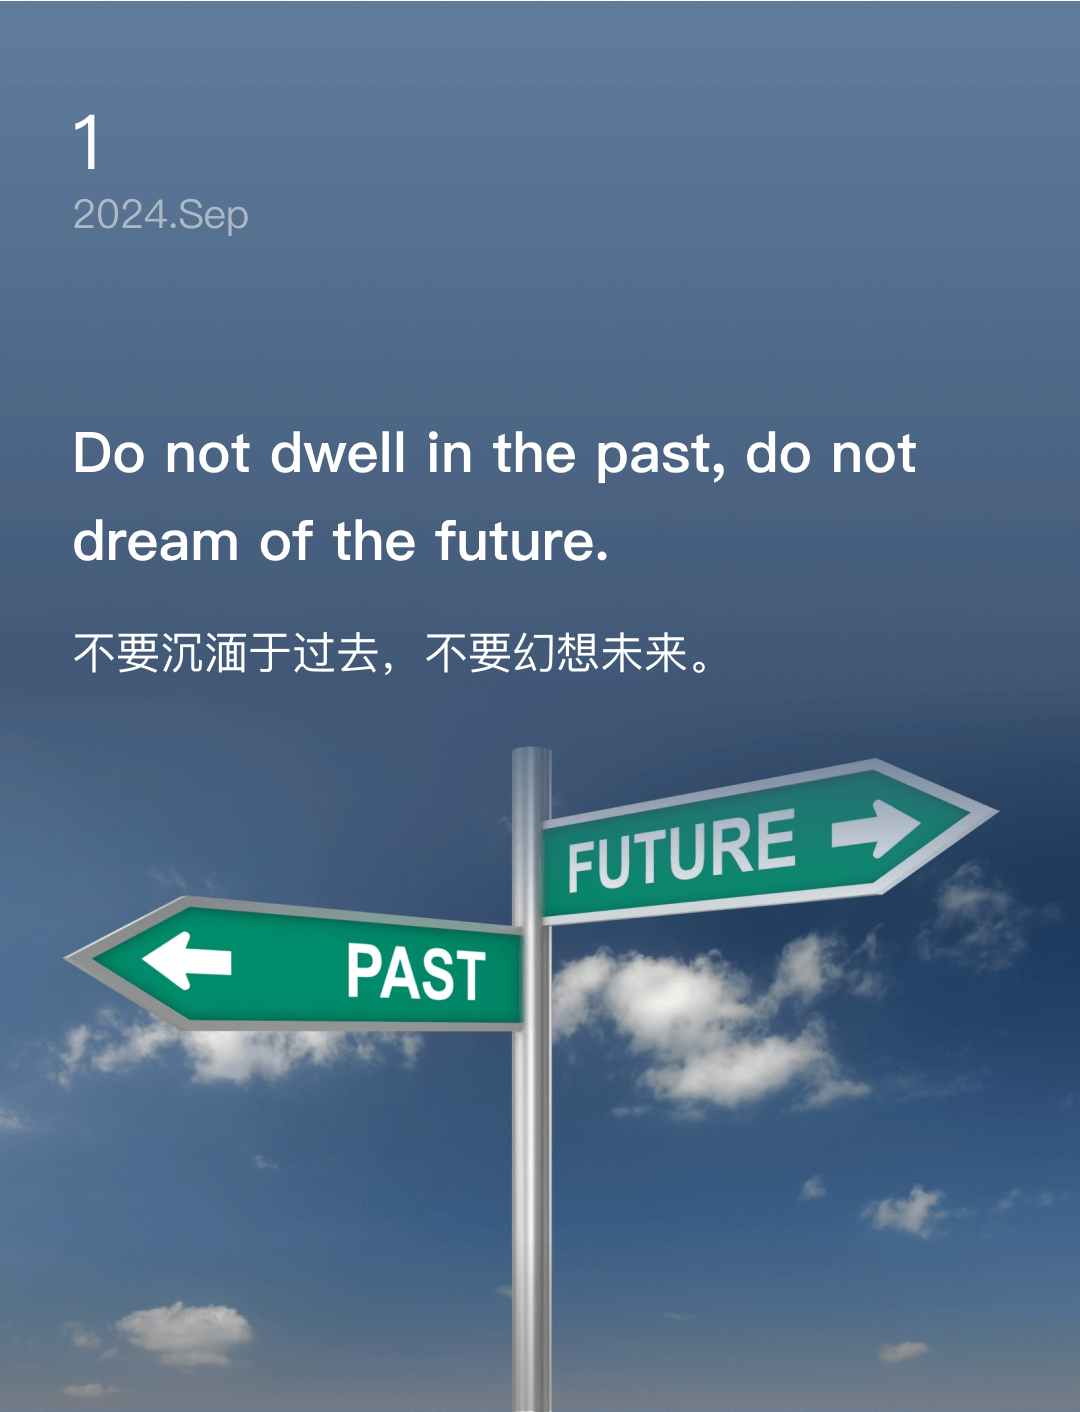 1
2024.Sep
Do not dwell in the past, do not
dream of the future.
不要沉湎于过去，不要幻想未来。
FUTURE
PAST